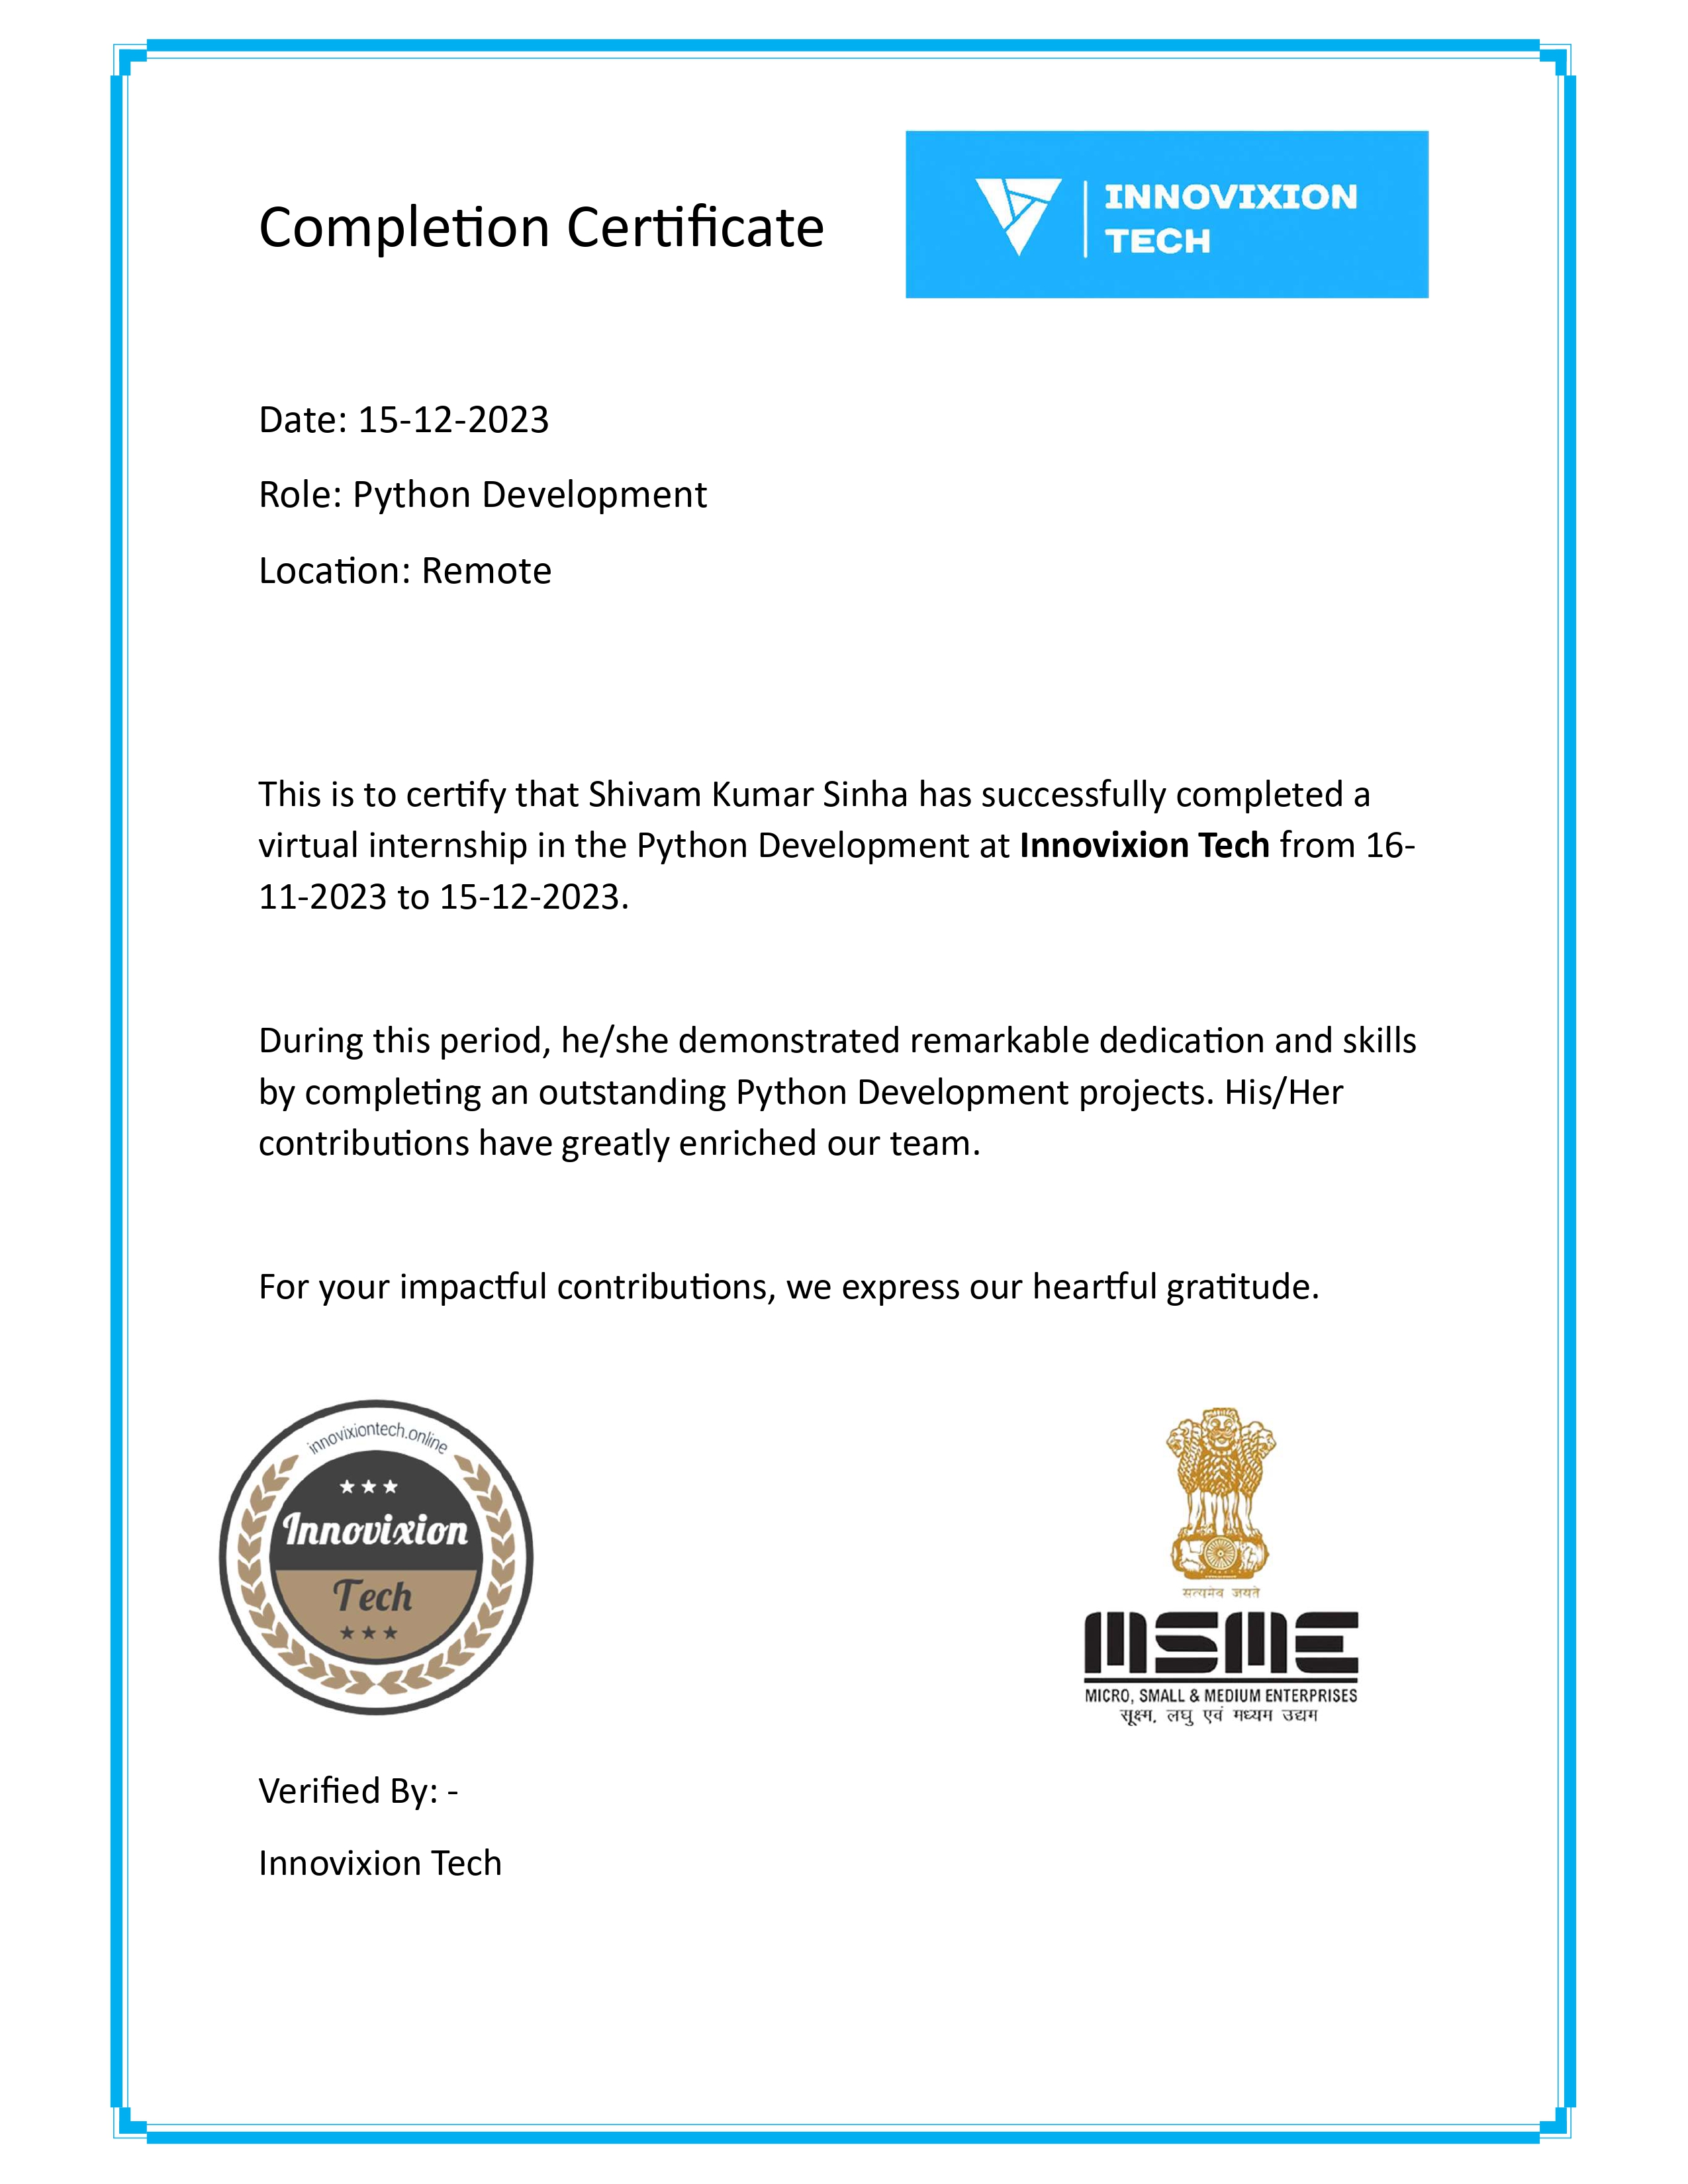 Completion Certificate
INNOVIXION
TECH
Date: 15-12-2023
Role: Python Development
Location: Remote
This is to certify that Shivam Kumar Sinha has successfully completed a
virtual internship in the Python Development at Innovixion Tech from 16-
11-2023 to 15-12-2023.
During this period, he/she demonstrated remarkable dedication and skills
by completing an outstanding Python Development projects. His/Her
contributions have greatly enriched our team.
For your impactful contributions, we express our heartful gratitude.
innovixiontech.online
Innovixion
Tech
सत्यमेव जयते
MSME
MICRO, SMALL & MEDIUM ENTERPRISES
सूक्ष्म, लघु एवं मध्यम उद्यम
Verified By: -
Innovixion Tech